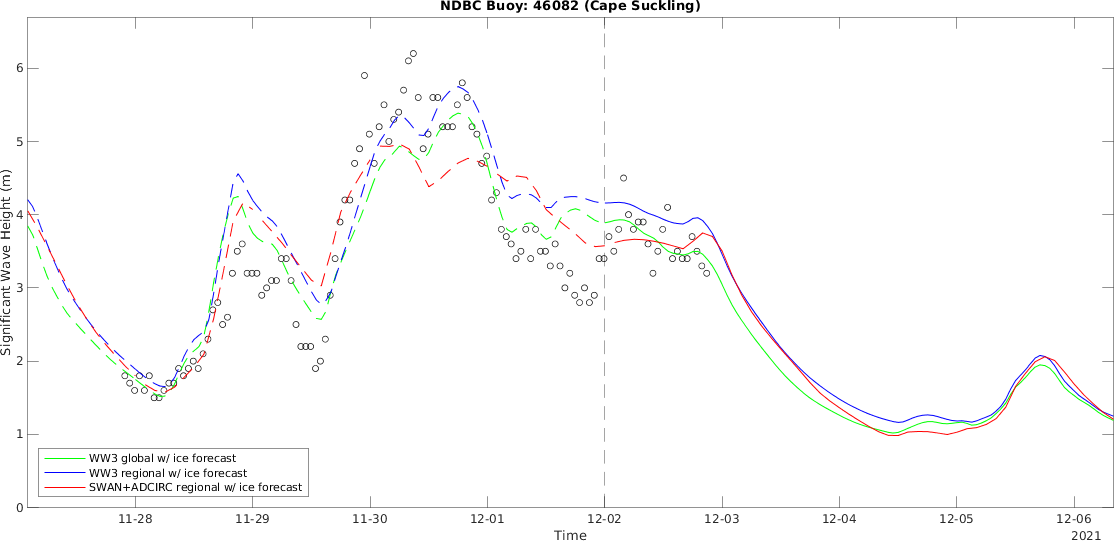 NDBC Buoy: 46082 (Cape Suckling)
Significant Wave Height (m)
6
5
4
3
2
1
0
WW3 global w/ ice forecast
WW3 regional w/ ice forecast
SWAN+ADCIRC regional w/ ice forecast
11-28 11-29 11-30 12-01 12-02 12-03 12-04 12-05 12-06
Time
2021